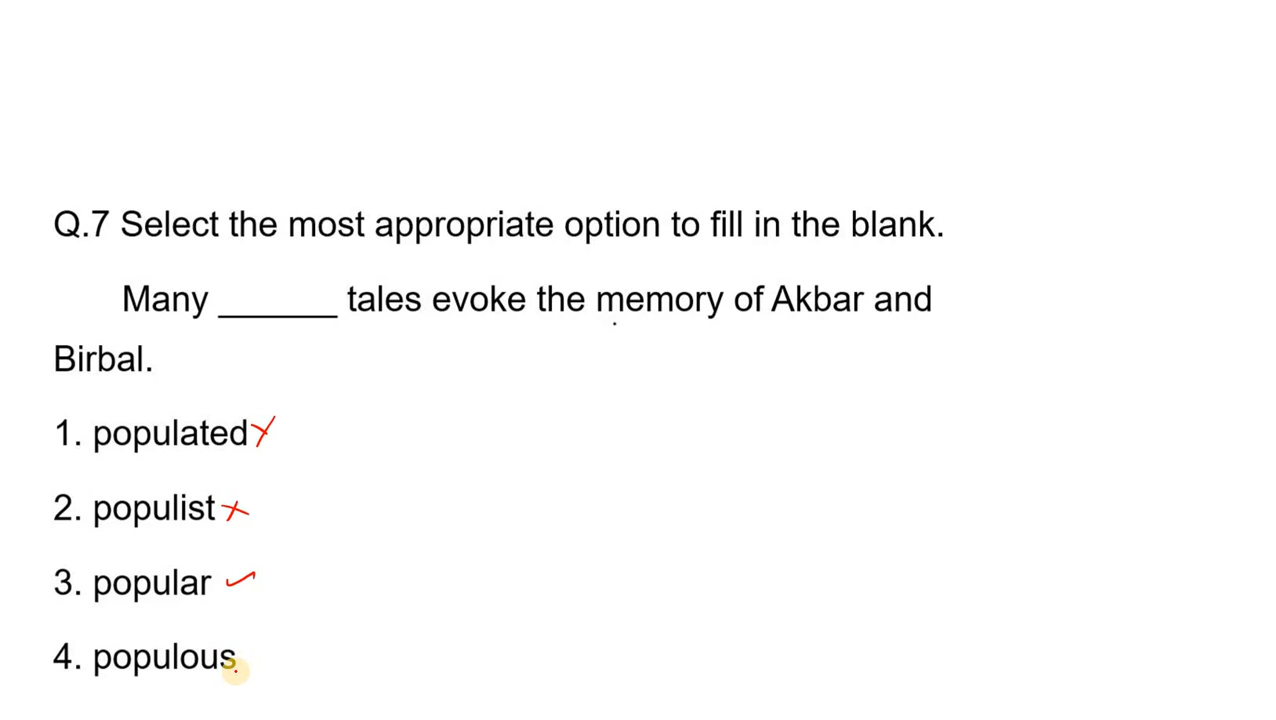 Q.7 Select the most appropriate option to fill in the blank.
Many ______ tales evoke the memory of Akbar and
Birbal.
1. populated
2. populist
3. popular
4. populous